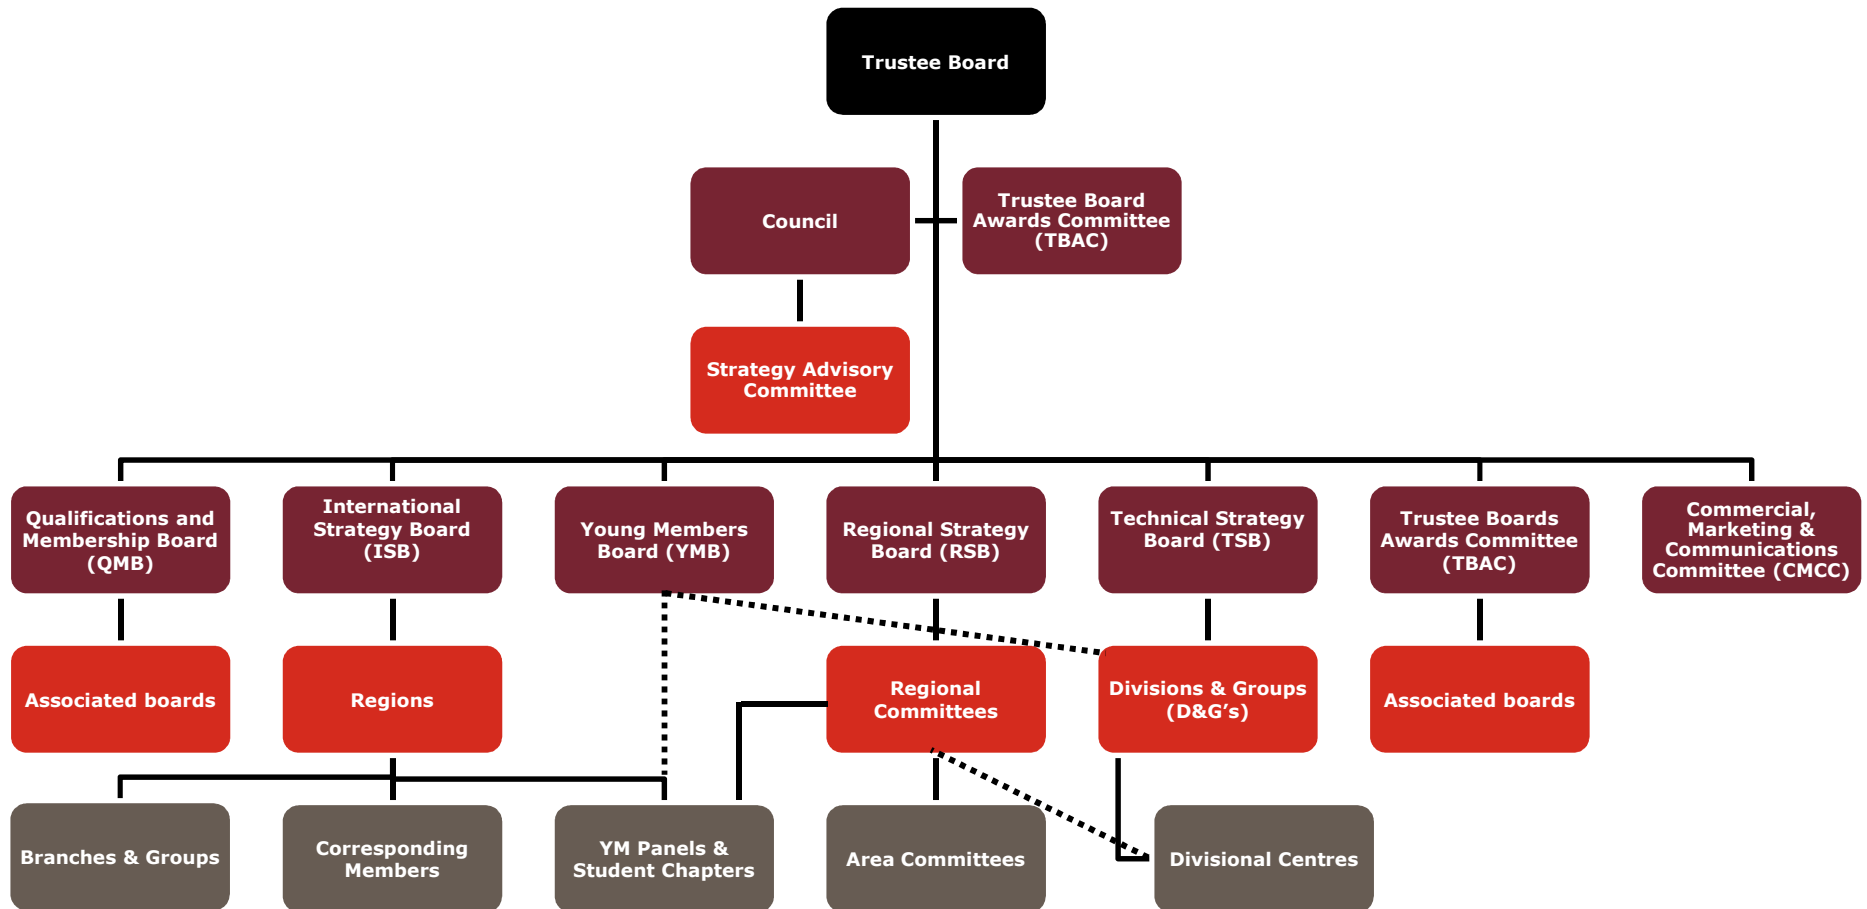 Trustee Board
Council
Trustee Board
Awards Committee
(TBAC)
Strategy Advisory
Committee
Qualifications and
Membership Board
(QMB)
International
Strategy Board
(ISB)
Young Members
Board (YMB)
Regional Strategy
Board (RSB)
Technical Strategy
Board (TSB)
Trustee Boards
Awards Committee
(TBAC)
Commercial,
Marketing &
Communications
Committee (CMCC)
Associated boards
Regions
Regional
Committees
Divisions & Groups
(D&G’s)
Associated boards
Branches & Groups
Corresponding
Members
YM Panels &
Student Chapters
Area Committees
Divisional Centres